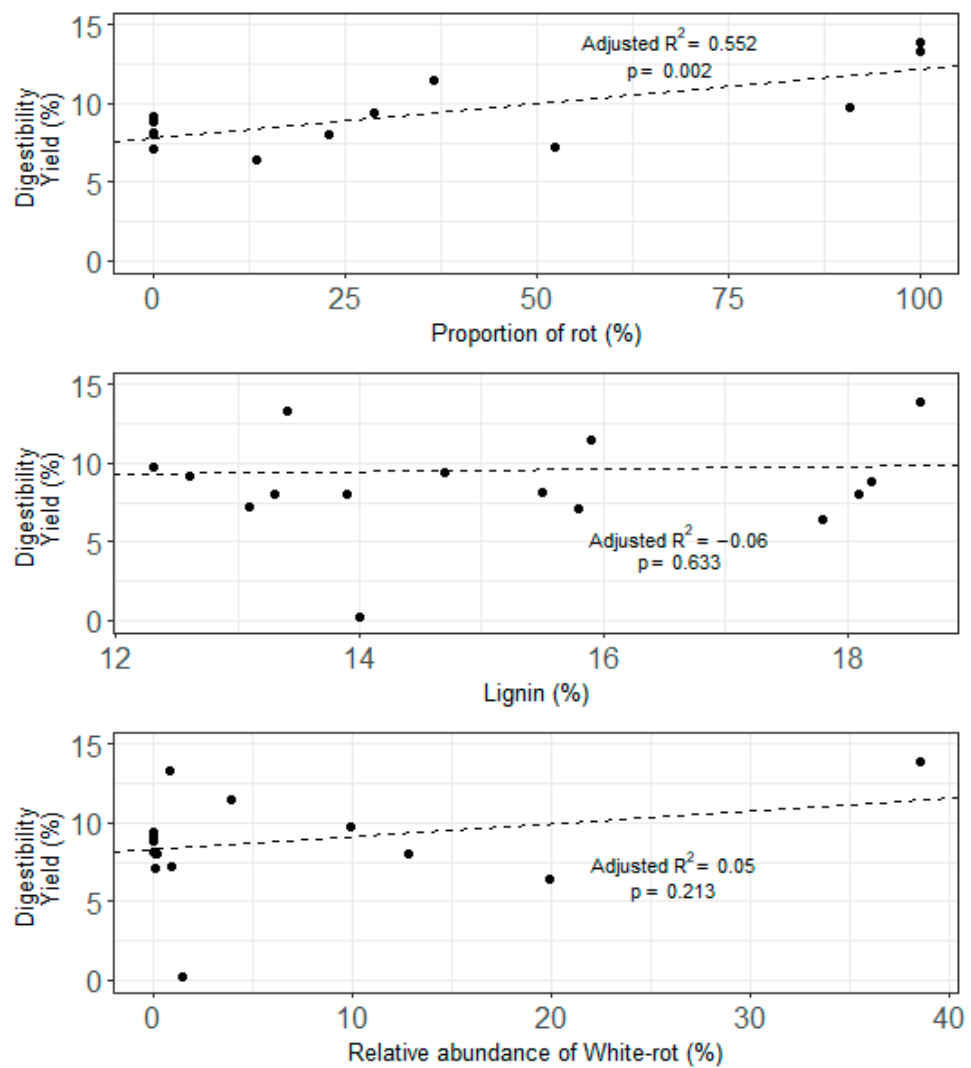 Digestibility
Yield (%)
15
10
5
0
Adjusted R² = 0.552
p = 0.002
0 25 50 75 100
Proportion of rot (%)
Digestibility
Yield (%)
15
10
5
0
Adjusted R² = −0.06
p = 0.633
12 14 16 18
Lignin (%)
Digestibility
Yield (%)
15
10
5
0
Adjusted R² = 0.05
p = 0.213
0 10 20 30 40
Relative abundance of White-rot (%)